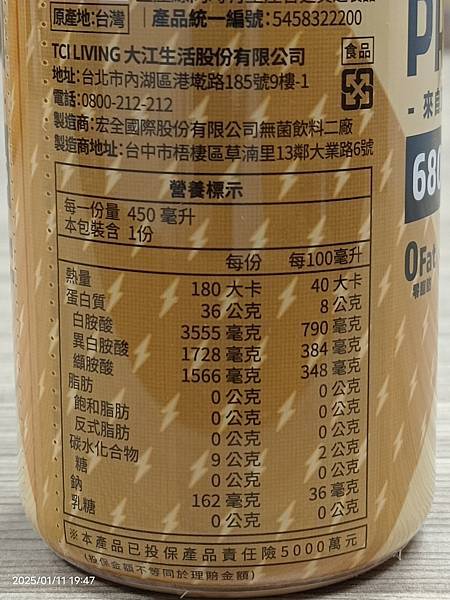 原產地:台灣 產品統一編號:5458322200
TCI LIVING 大江生活股份有限公司
地址:台北市內湖區港墘路185號9樓-1
電話:0800-212-212
製造商:宏全國際股份有限公司無菌飲料二廠
製造商地址:台中市梧棲區草湳里13鄰大業路6號
食品
- 來自
680
0Fat
零脂肪
營養標示
每一份量 450 毫升
本包裝含 1份
每份 每100毫升
熱量 180 大卡 40 大卡
蛋白質 36 公克 8 公克
白胺酸 3555 毫克 790 毫克
異白胺酸 1728 毫克 384 毫克
纈胺酸 1566 毫克 348 毫克
脂肪 0 公克 0 公克
飽和脂肪 0 公克 0 公克
反式脂肪 0 公克 0 公克
碳水化合物 9 公克 2 公克
糖 0 公克 0 公克
鈉 162 毫克 36 毫克
乳糖 0 公克 0 公克
※本產品已投保產品責任險5000萬元
(投保金額不等同於理賠金額)
2025/01/11 19:47